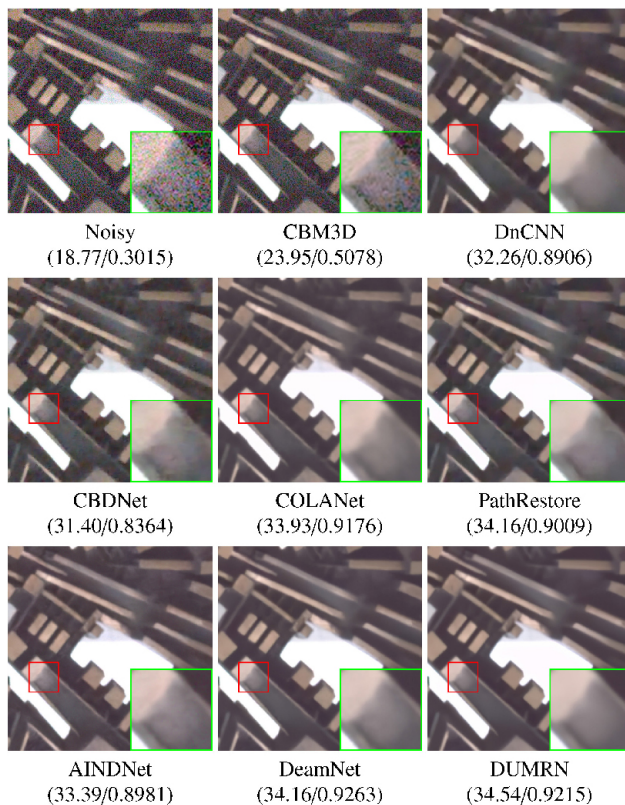 Noisy
CBM3D
DnCNN
(18.77/0.3015)
(23.95/0.5078)
(32.26/0.8906)
CBDNet
COLANet
PathRestore
(31.40/0.8364)
(33.93/0.9176)
(34.16/0.9009)
AINDNet
DeamNet
DUMRN
(33.39/0.8981)
(34.16/0.9263)
(34.54/0.9215)